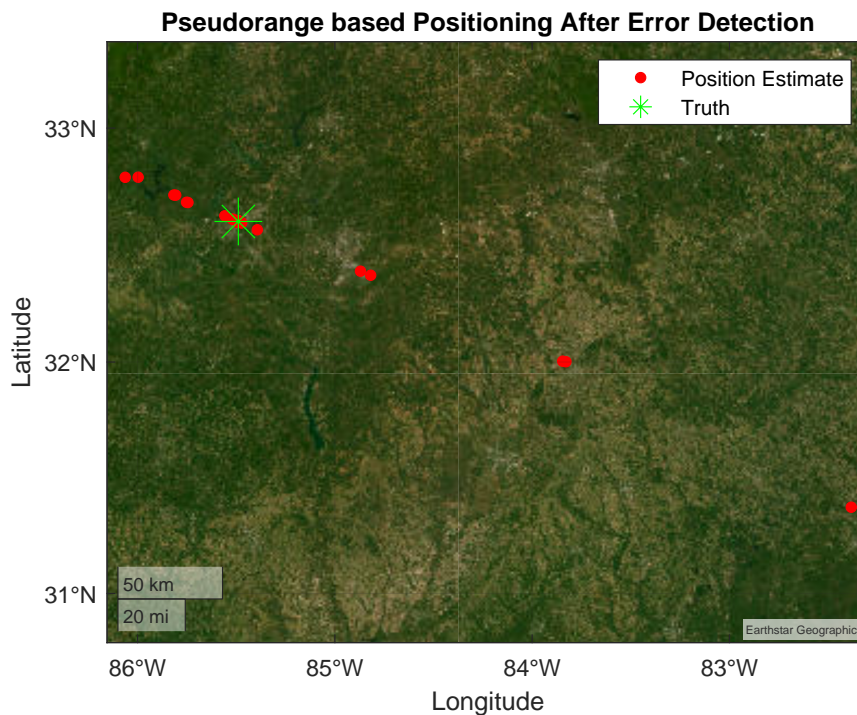 Pseudorange based Positioning After Error Detection
Position Estimate
Truth
33°N
32°N
31°N
Latitude
50 km
20 mi
Earthstar Geographic
86°W
85°W
84°W
83°W
Longitude